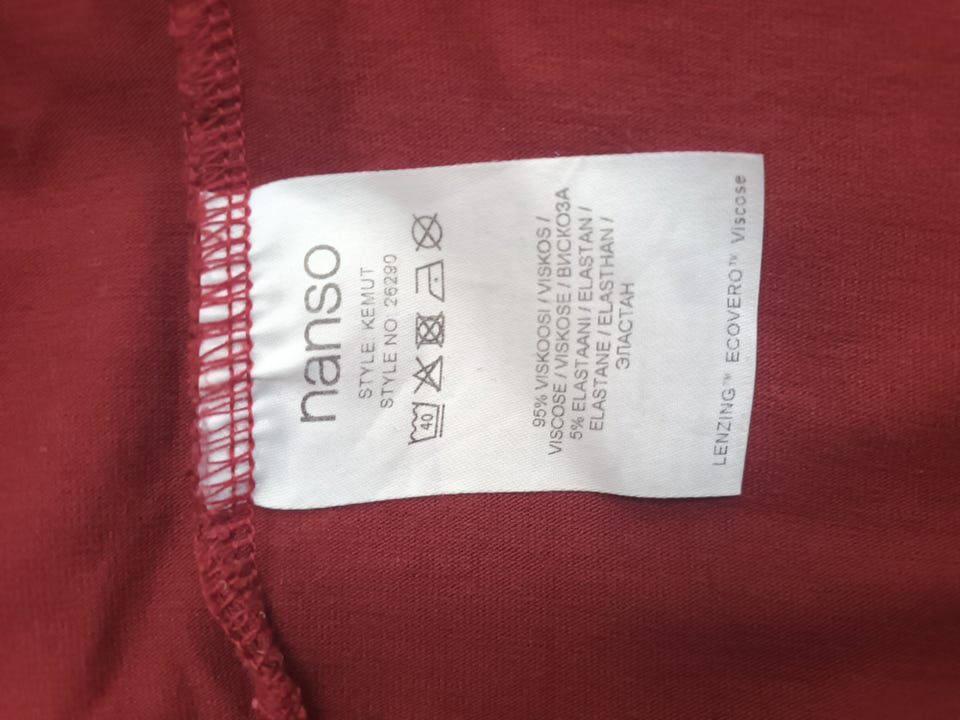 nanso
STYLE KEMUT
STYLE NO 26290
40
95% VISKOOSI / VISKOS /
VISCOSE / VISKOSE / ВИСКОЗА
5% ELASTAANI / ELASTAN /
ELASTANE / ELASTHAN /
ЭЛАСТАН
LENZING™ ECOVERO™ Viscose